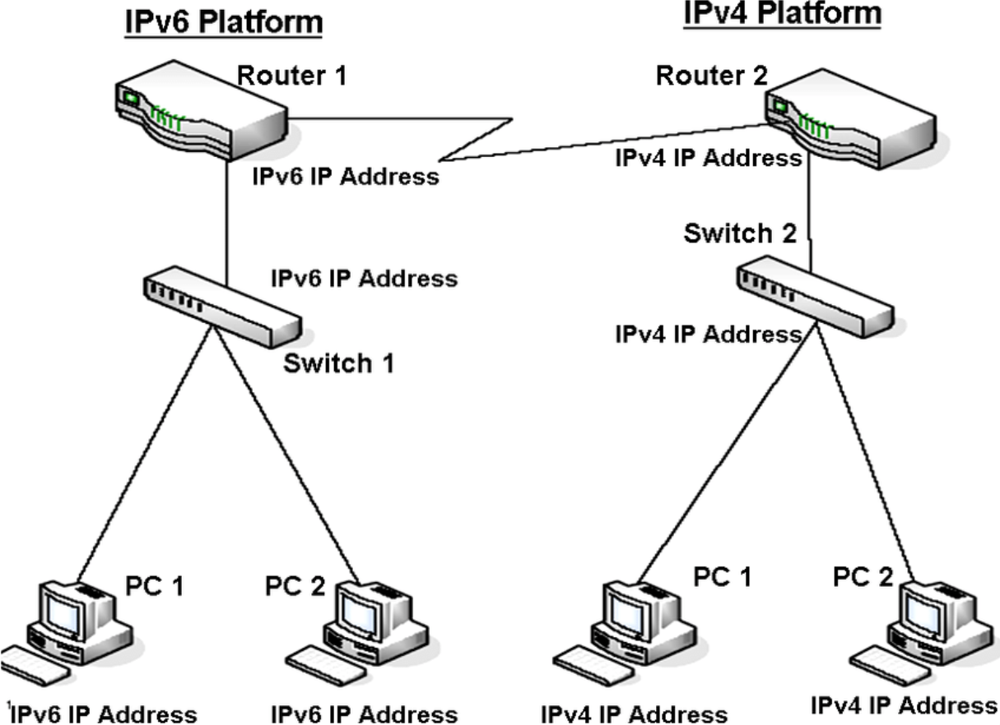 IPv6 Platform
IPv4 Platform
Router 1
Router 2
IPv6 IP Address
IPv4 IP Address
Switch 2
IPv6 IP Address
IPv4 IP Address
Switch 1
PC 1
PC 2
PC 1
PC 2
1IPv6 IP Address
IPv6 IP Address
IPv4 IP Address
IPv4 IP Address